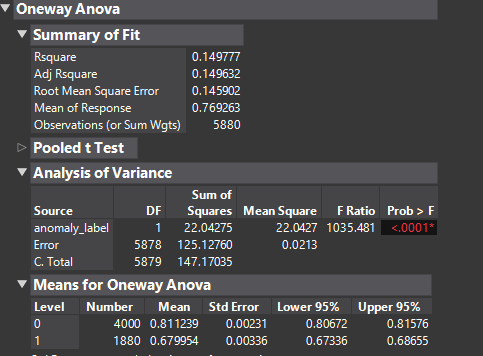 Oneway Anova
Summary of Fit
Rsquare 0.149777
Adj Rsquare 0.149632
Root Mean Square Error 0.145902
Mean of Response 0.769263
Observations (or Sum Wgts) 5880
Pooled t Test
Analysis of Variance
Sum of
Source DF Squares Mean Square F Ratio Prob > F
anomaly_label 1 22.04275 22.0427 1035.481 <.0001*
Error 5878 125.12760 0.0213
C. Total 5879 147.17035
Means for Oneway Anova
Level Number Mean Std Error Lower 95% Upper 95%
0 4000 0.811239 0.00231 0.80672 0.81576
1 1880 0.679954 0.00336 0.67336 0.68655